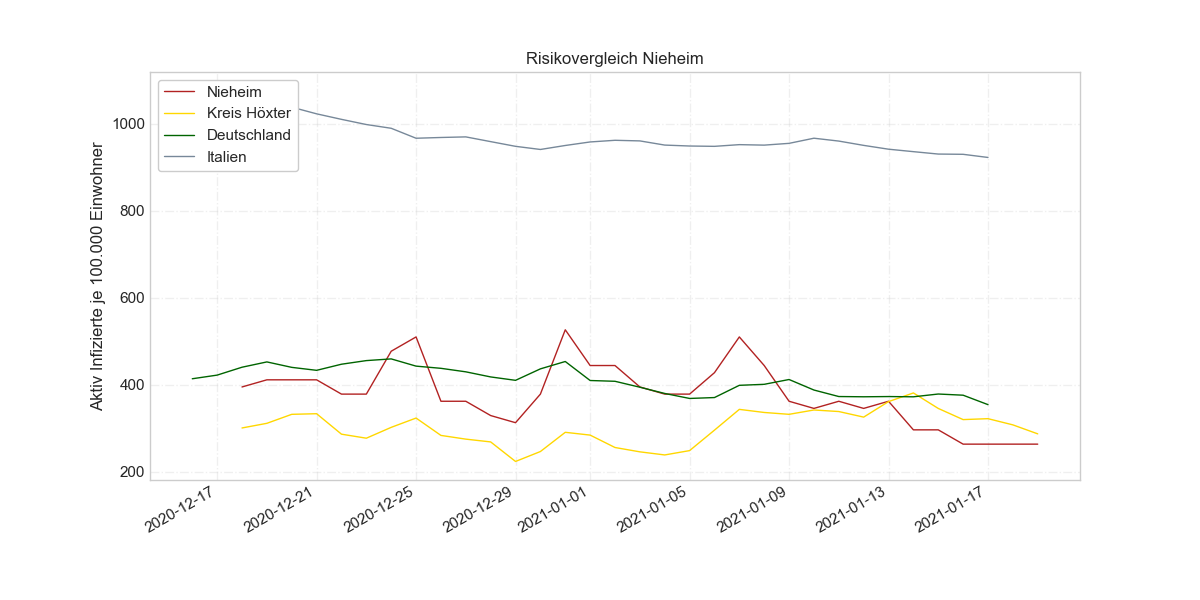 Risikovergleich Nieheim
Nieheim
Kreis Höxter
Deutschland
Italien
Aktiv Infizierte je 100.000 Einwohner
1000
800
600
400
200
2020-12-17
2020-12-21
2020-12-25
2020-12-29
2021-01-01
2021-01-05
2021-01-09
2021-01-13
2021-01-17